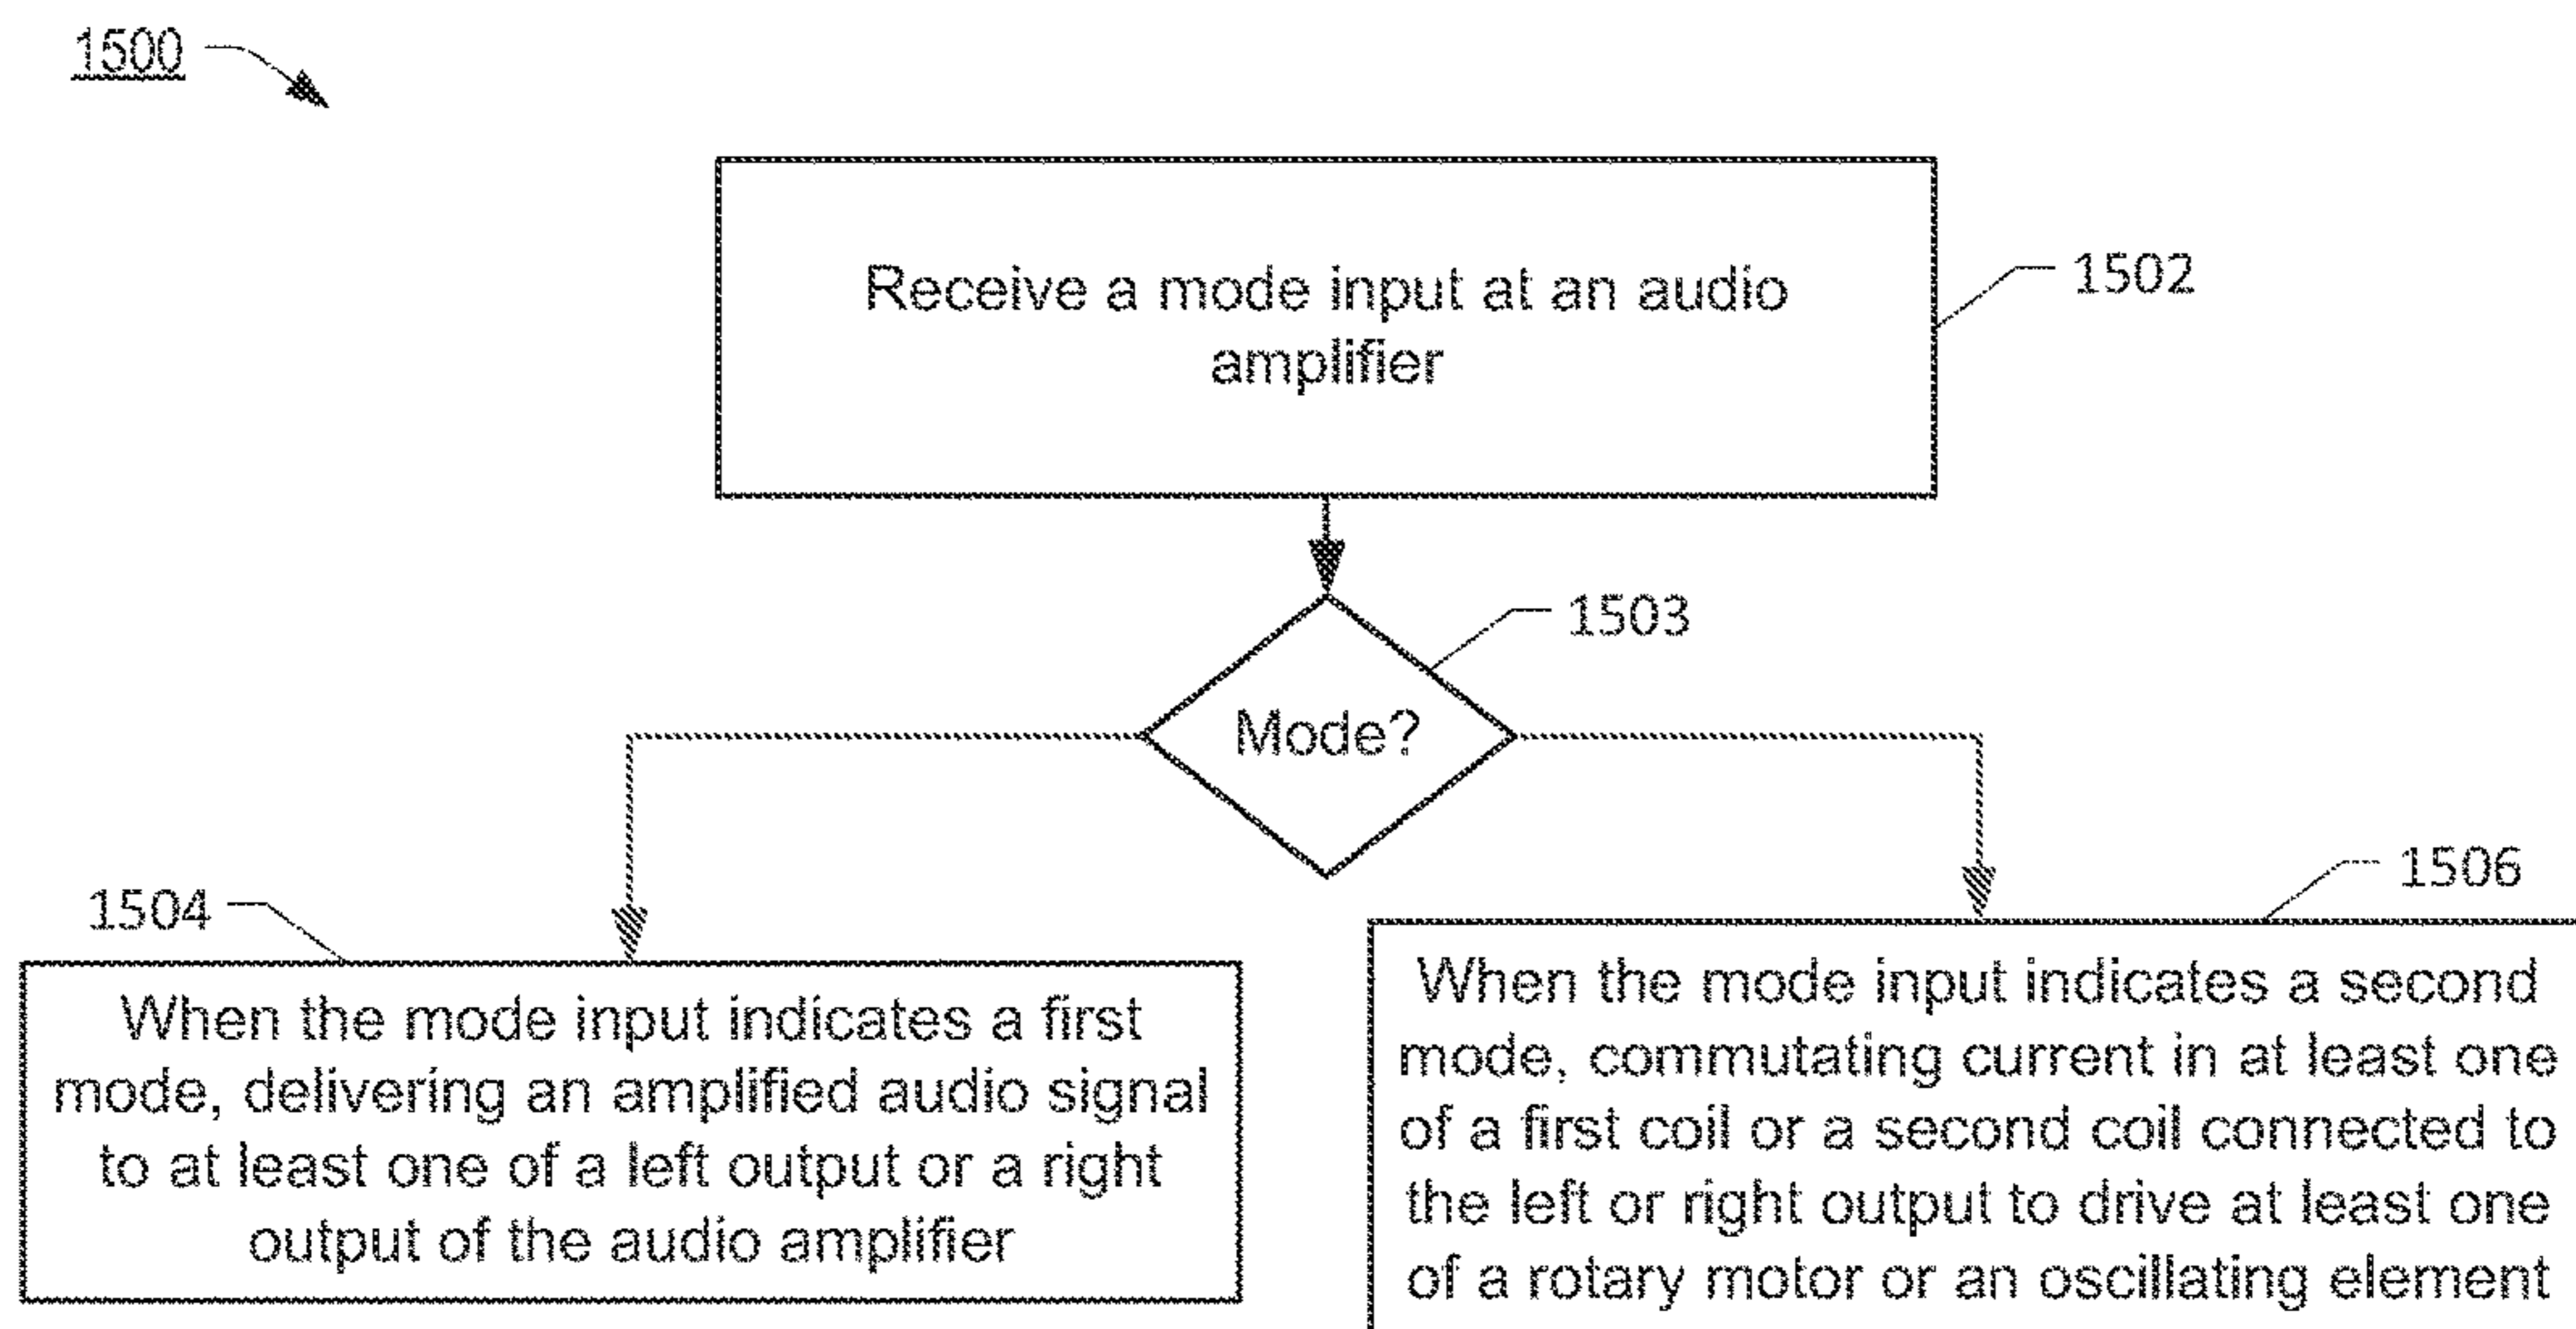 1500
Receive a mode input at an audio
amplifier
1502
1503
Mode?
1504
When the mode input indicates a first
mode, delivering an amplified audio signal
to at least one of a left output or a right
output of the audio amplifier
1506
When the mode input indicates a second
mode, commutating current in at least one
of a first coil or a second coil connected to
the left or right output to drive at least one
of a rotary motor or an oscillating element